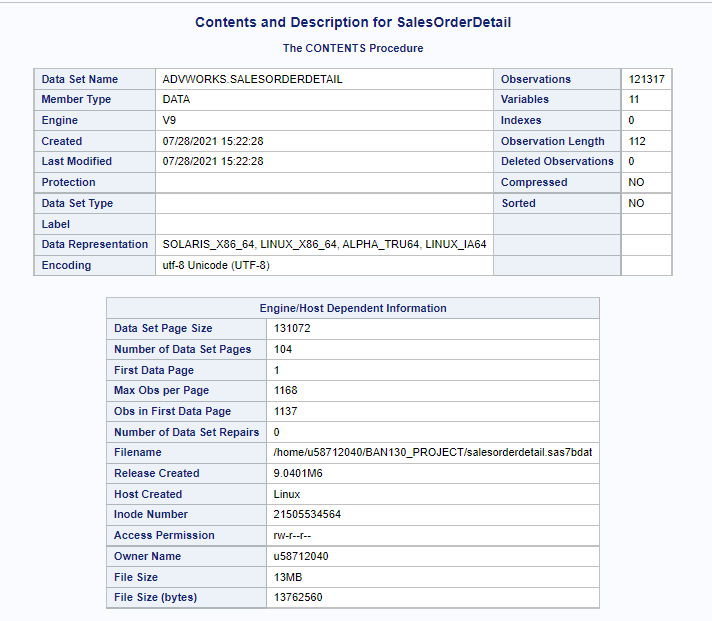 Contents and Description for SalesOrderDetail
The CONTENTS Procedure
Data Set Name ADVWORKS.SALESORDERDETAIL Observations 121317
Member Type DATA Variables 11
Engine V9 Indexes 0
Created 07/28/2021 15:22:28 Observation Length 112
Last Modified 07/28/2021 15:22:28 Deleted Observations 0
Protection Compressed NO
Data Set Type Sorted NO
Label
Data Representation SOLARIS_X86_64, LINUX_X86_64, ALPHA_TRU64, LINUX_IA64
Encoding utf-8 Unicode (UTF-8)
Engine/Host Dependent Information
Data Set Page Size 131072
Number of Data Set Pages 104
First Data Page 1
Max Obs per Page 1168
Obs in First Data Page 1137
Number of Data Set Repairs 0
Filename /home/u58712040/BAN130_PROJECT/salesorderdetail.sas7bdat
Release Created 9.0401M6
Host Created Linux
Inode Number 21505534564
Access Permission rw-r--r--
Owner Name u58712040
File Size 13MB
File Size (bytes) 13762560